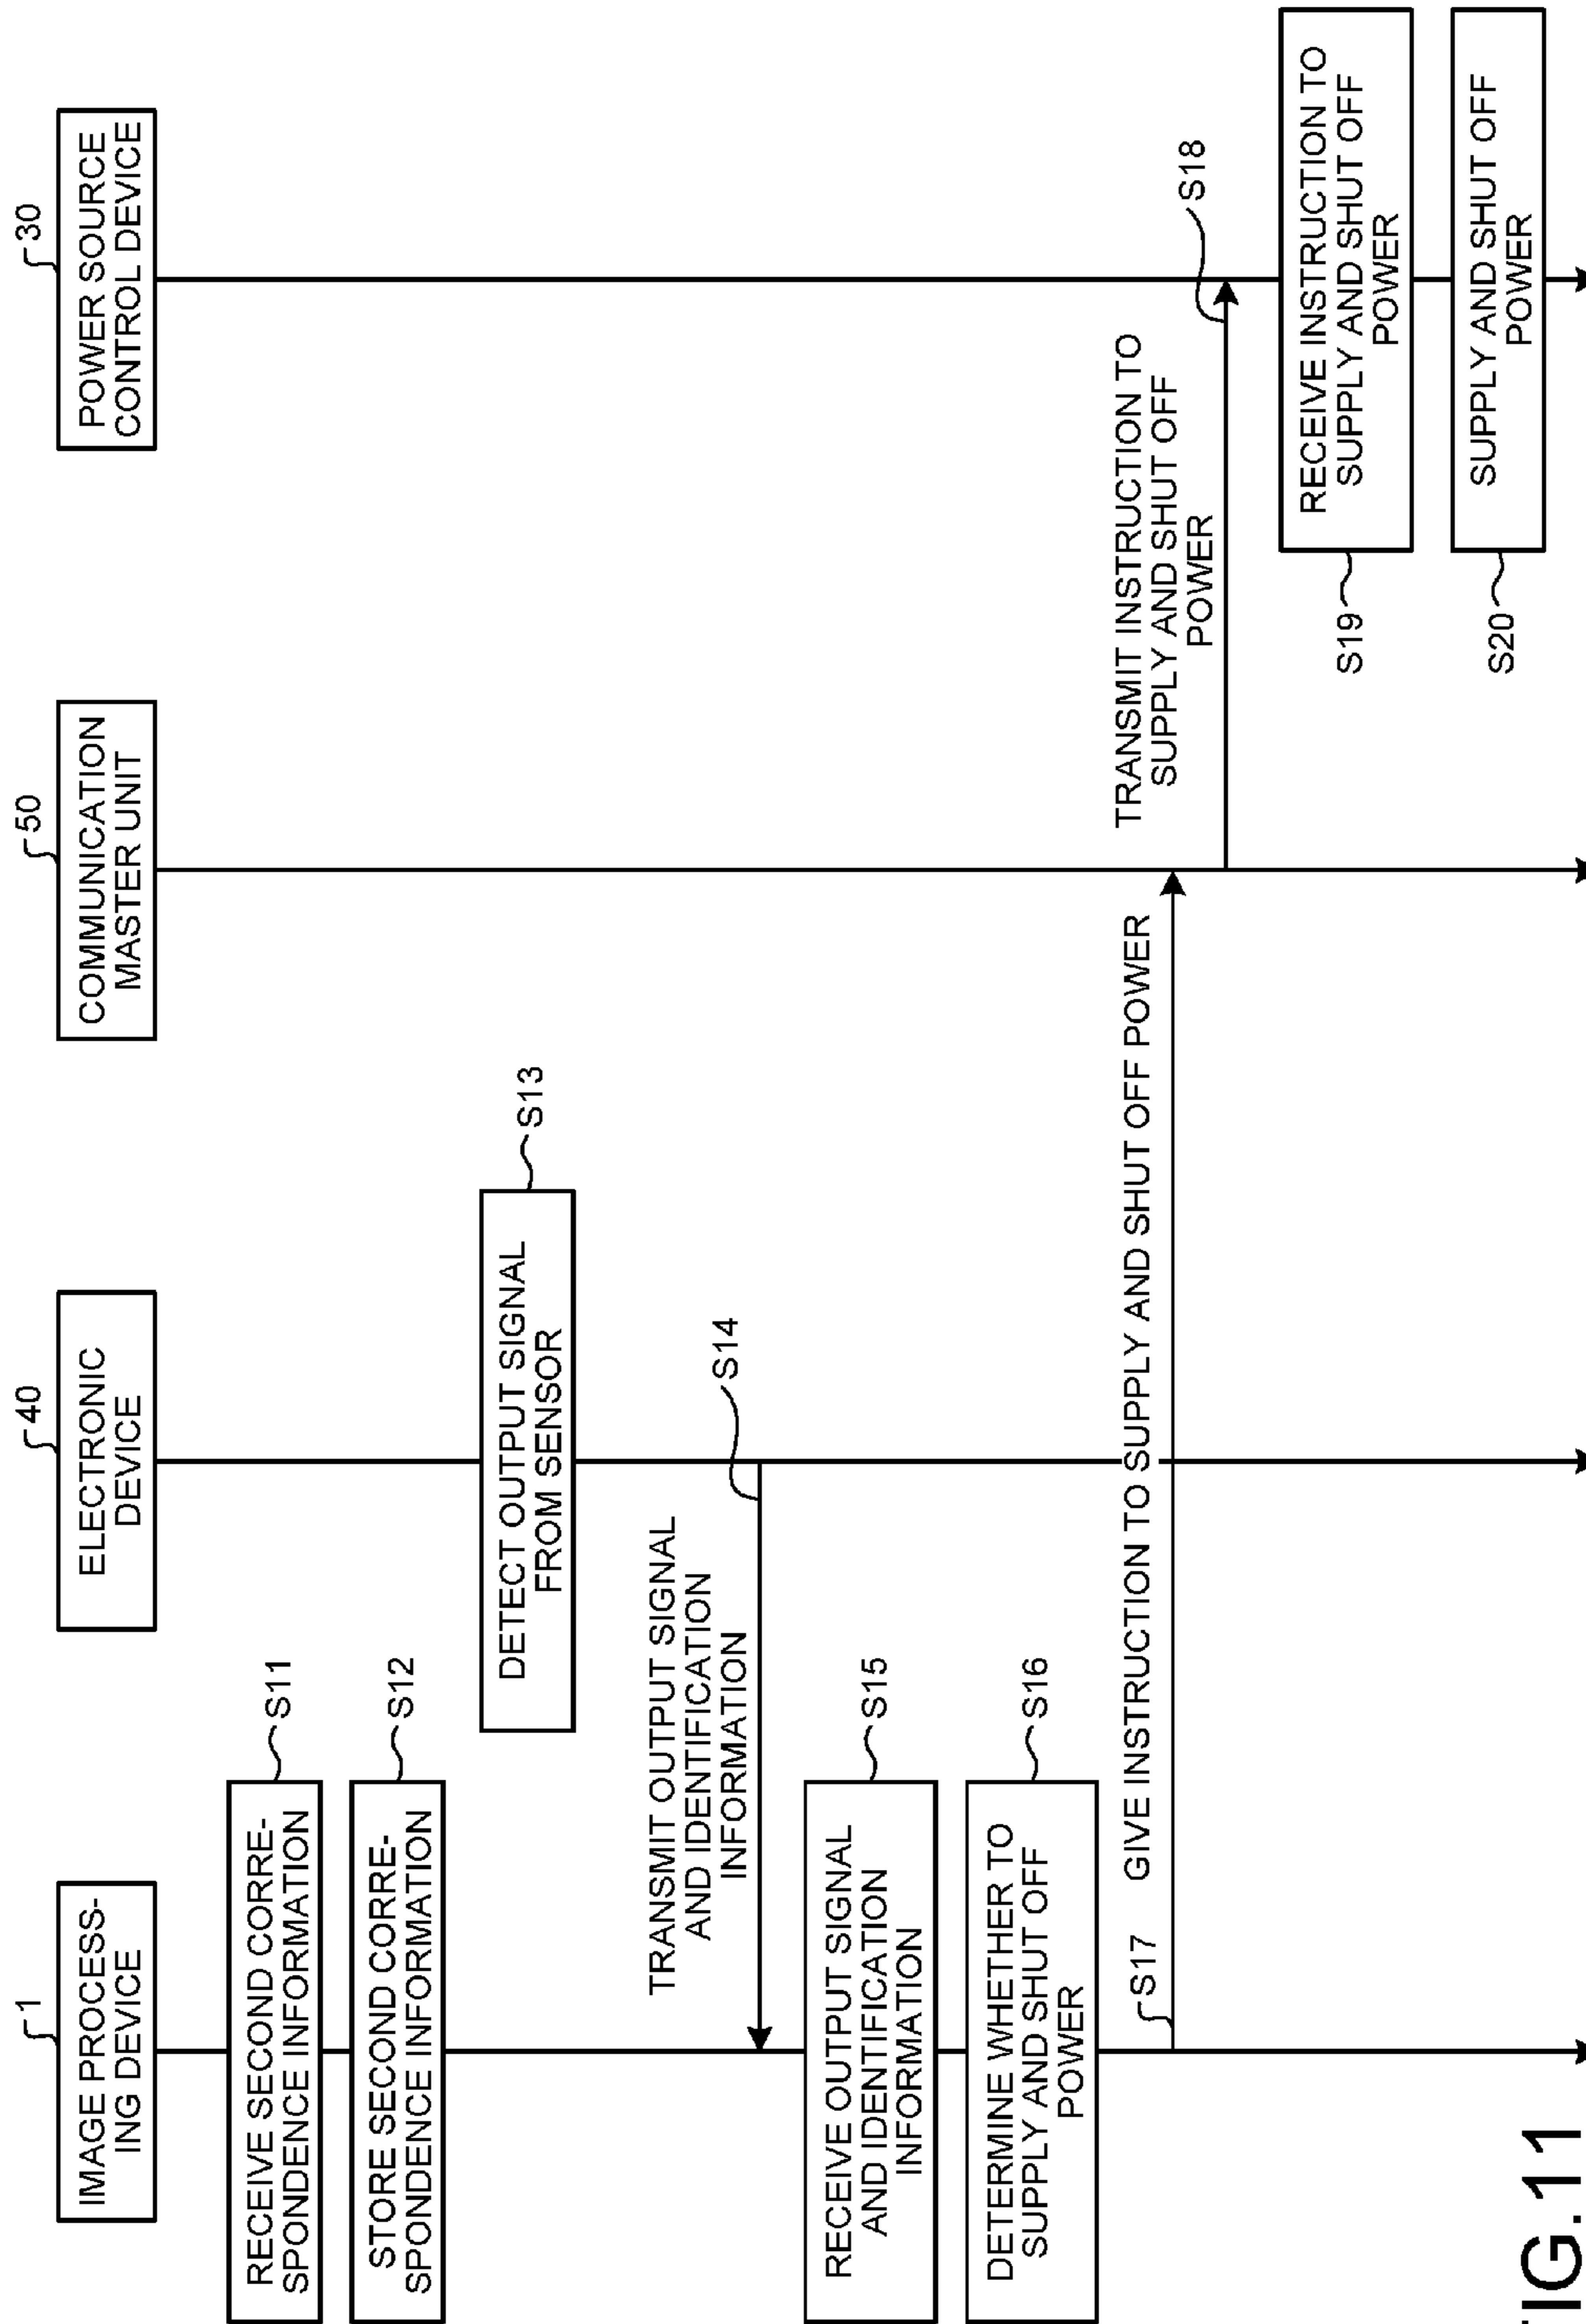 1
IMAGE PROCESS-
ING DEVICE
40
ELECTRONIC
DEVICE
50
COMMUNICATION
MASTER UNIT
30
POWER SOURCE
CONTROL DEVICE
RECEIVE SECOND CORRE-
SPONDENCE INFORMATION
S11
STORE SECOND CORRE-
SPONDENCE INFORMATION
S12
DETECT OUTPUT SIGNAL
FROM SENSOR
S13
TRANSMIT OUTPUT SIGNAL
AND IDENTIFICATION
INFORMATION
S14
RECEIVE OUTPUT SIGNAL
AND IDENTIFICATION
INFORMATION
S15
DETERMINE WHETHER TO
SUPPLY AND SHUT OFF
POWER
S16
S17
GIVE INSTRUCTION TO SUPPLY AND SHUT OFF POWER
TRANSMIT INSTRUCTION TO
SUPPLY AND SHUT OFF
POWER
S18
S19
RECEIVE INSTRUCTION TO
SUPPLY AND SHUT OFF
POWER
S20
SUPPLY AND SHUT OFF
POWER
FIG.11